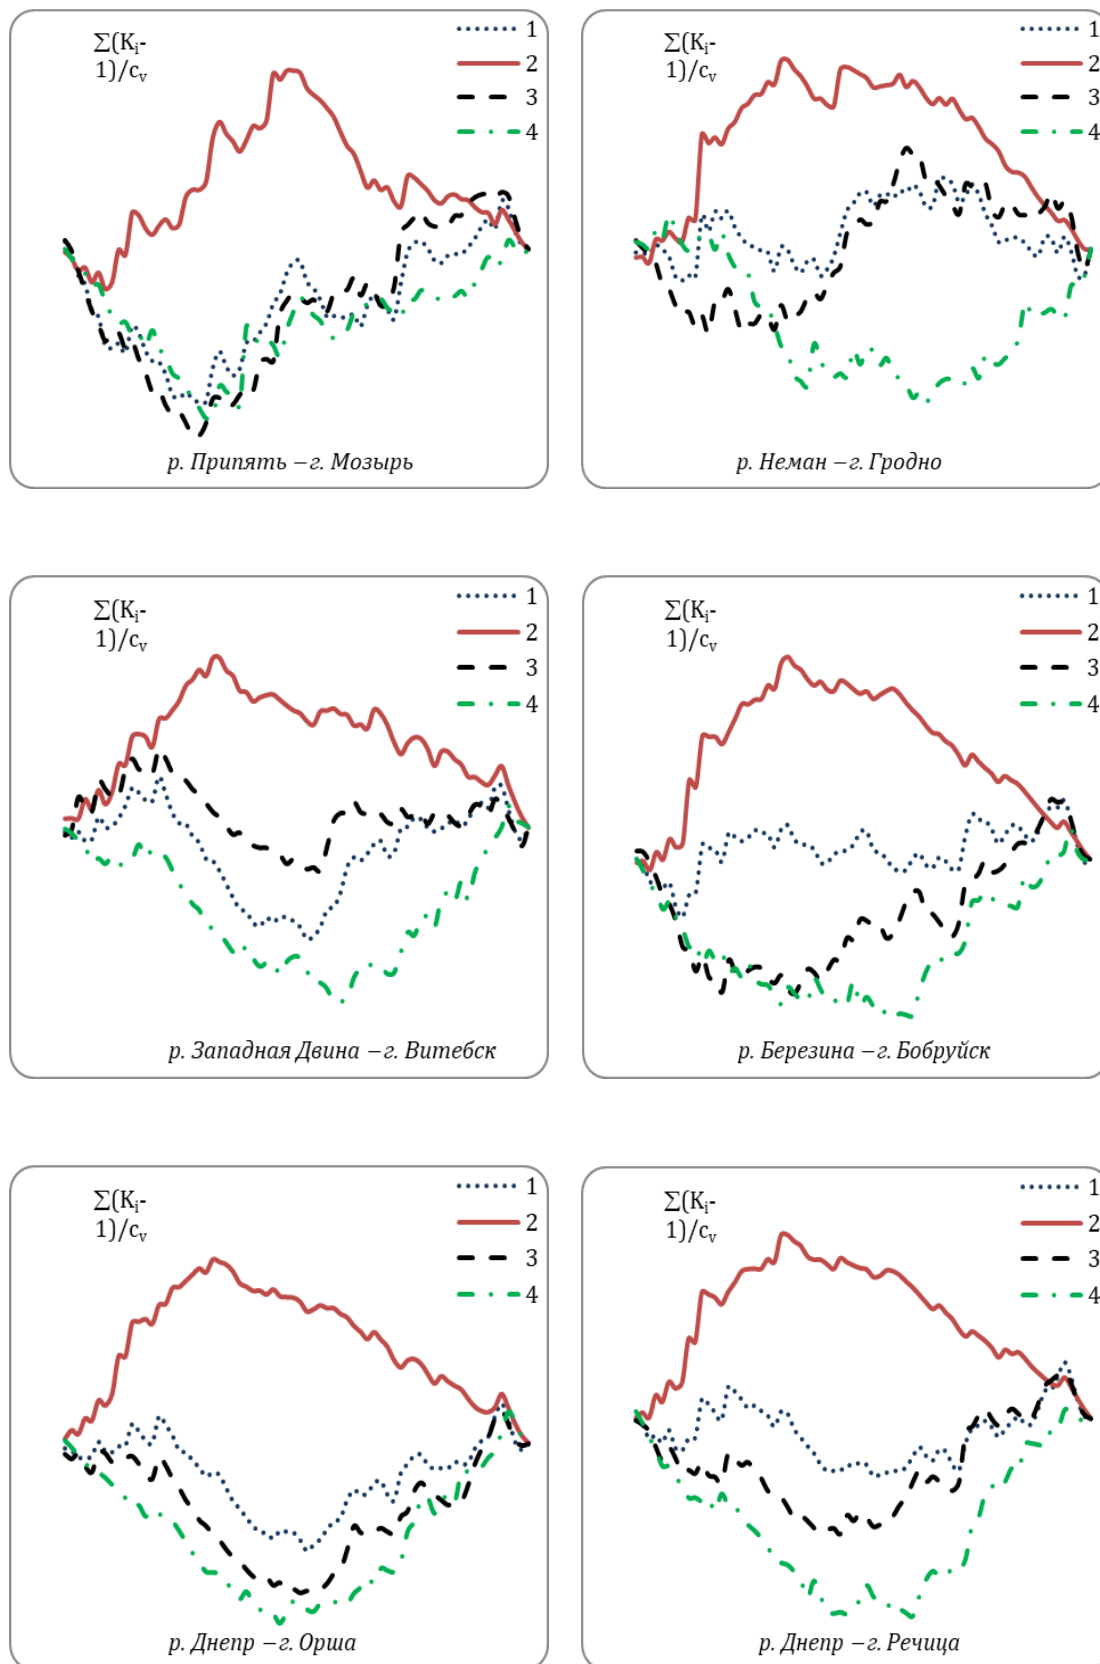 Σ(Kᵢ-
1)/cᵥ
1
2
3
4
р. Припять – г. Мозырь
Σ(Kᵢ-
1)/cᵥ
1
2
3
4
р. Неман – г. Гродно
Σ(Kᵢ-
1)/cᵥ
1
2
3
4
р. Западная Двина – г. Витебск
Σ(Kᵢ-
1)/cᵥ
1
2
3
4
р. Березина – г. Бобруйск
Σ(Kᵢ-
1)/cᵥ
1
2
3
4
р. Днепр – г. Орша
Σ(Kᵢ-
1)/cᵥ
1
2
3
4
р. Днепр – г. Речица